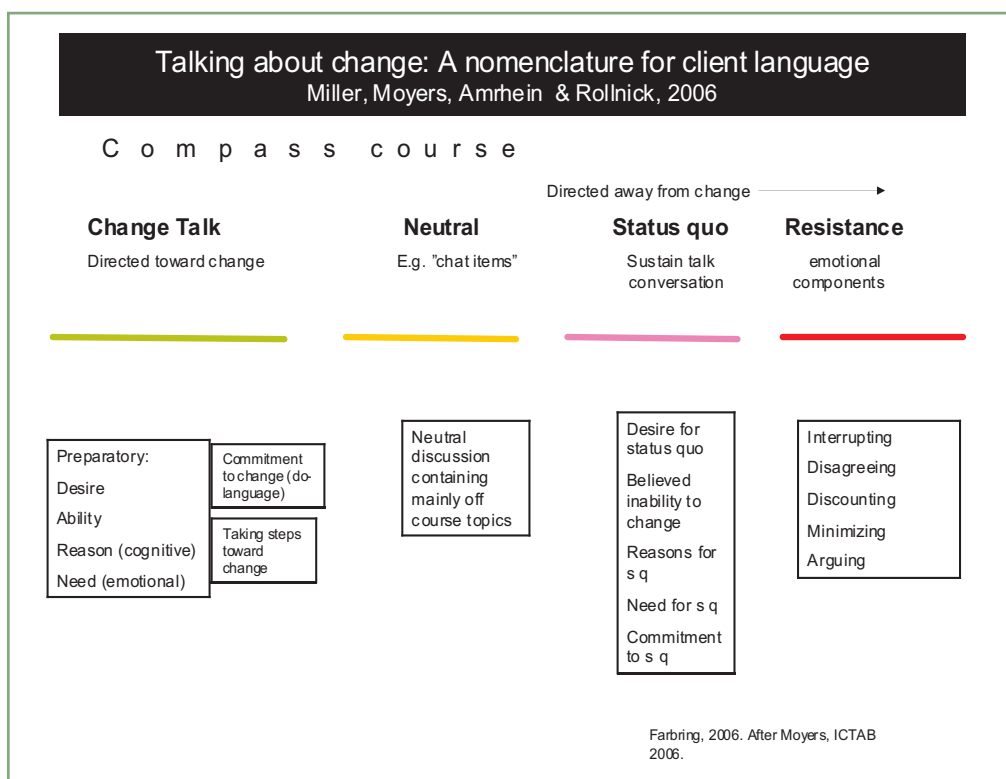 Talking about change: A nomenclature for client language
Miller, Moyers, Amrhein & Rollnick, 2006
Compass course
Directed away from change
Change Talk
Directed toward change
Neutral
E.g. ”chat items”
Status quo
Sustain talk
conversation
Resistance
emotional
components
Preparatory:
Desire
Ability
Reason (cognitive)
Need (emotional)
Commitment
to change (do-
language)
Taking steps
toward
change
Neutral
discussion
containing
mainly off
course topics
Desire for
status quo
Believed
inability to
change
Reasons for
s q
Need for s q
Commitment
to s q
Interrupting
Disagreeing
Discounting
Minimizing
Arguing
Farbring, 2006. After Moyers, ICTAB
2006.